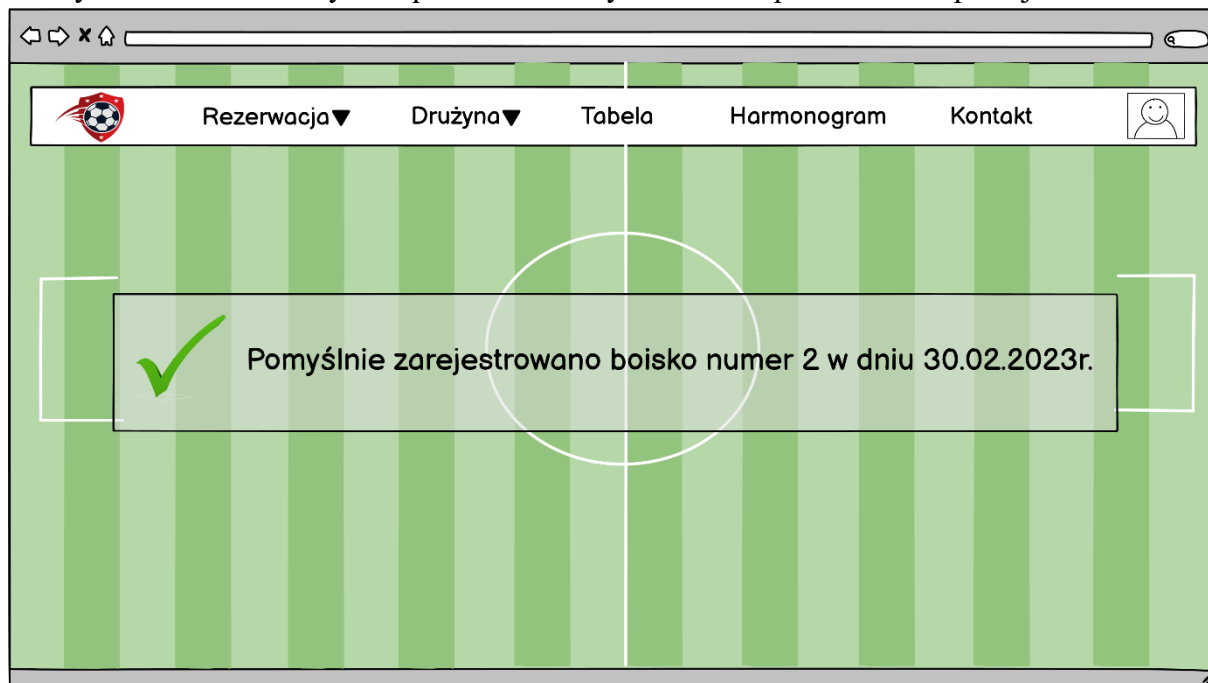 Rezerwacja▼ Drużyna▼ Tabela Harmonogram Kontakt
Pomyślnie zarejestrowano boisko numer 2 w dniu 30.02.2023r.